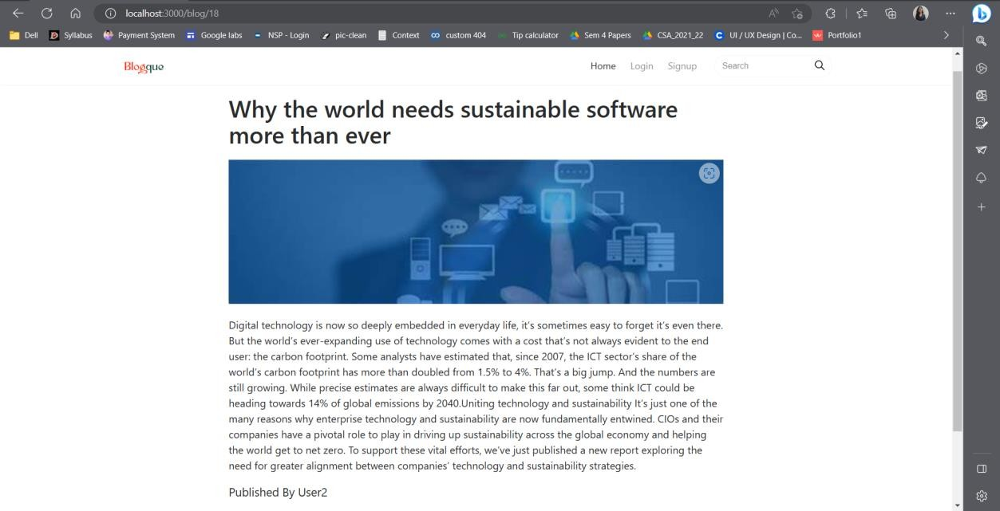 localhost:3000/blog/18
Dell
Syllabus
Payment System
Google labs
NSP - Login
pic-clean
Context
custom 404
Tip calculator
Sem 4 Papers
CSA_2021_22
UI / UX Design | Co...
Portfolio1
Blogque
Home
Login
Signup
Search
Why the world needs sustainable software
more than ever
Digital technology is now so deeply embedded in everyday life, it's sometimes easy to forget it's even there.
But the world's ever-expanding use of technology comes with a cost that's not always evident to the end
user: the carbon footprint. Some analysts have estimated that, since 2007, the ICT sector's share of the
world's carbon footprint has more than doubled from 1.5% to 4%. That's a big jump. And the numbers are
still growing. While precise estimates are always difficult to make this far out, some think ICT could be
heading towards 14% of global emissions by 2040.Uniting technology and sustainability It's just one of the
many reasons why enterprise technology and sustainability are now fundamentally entwined. CIOs and their
companies have a pivotal role to play in driving up sustainability across the global economy and helping
the world get to net zero. To support these vital efforts, we've just published a new report exploring the
need for greater alignment between companies' technology and sustainability strategies.
Published By User2